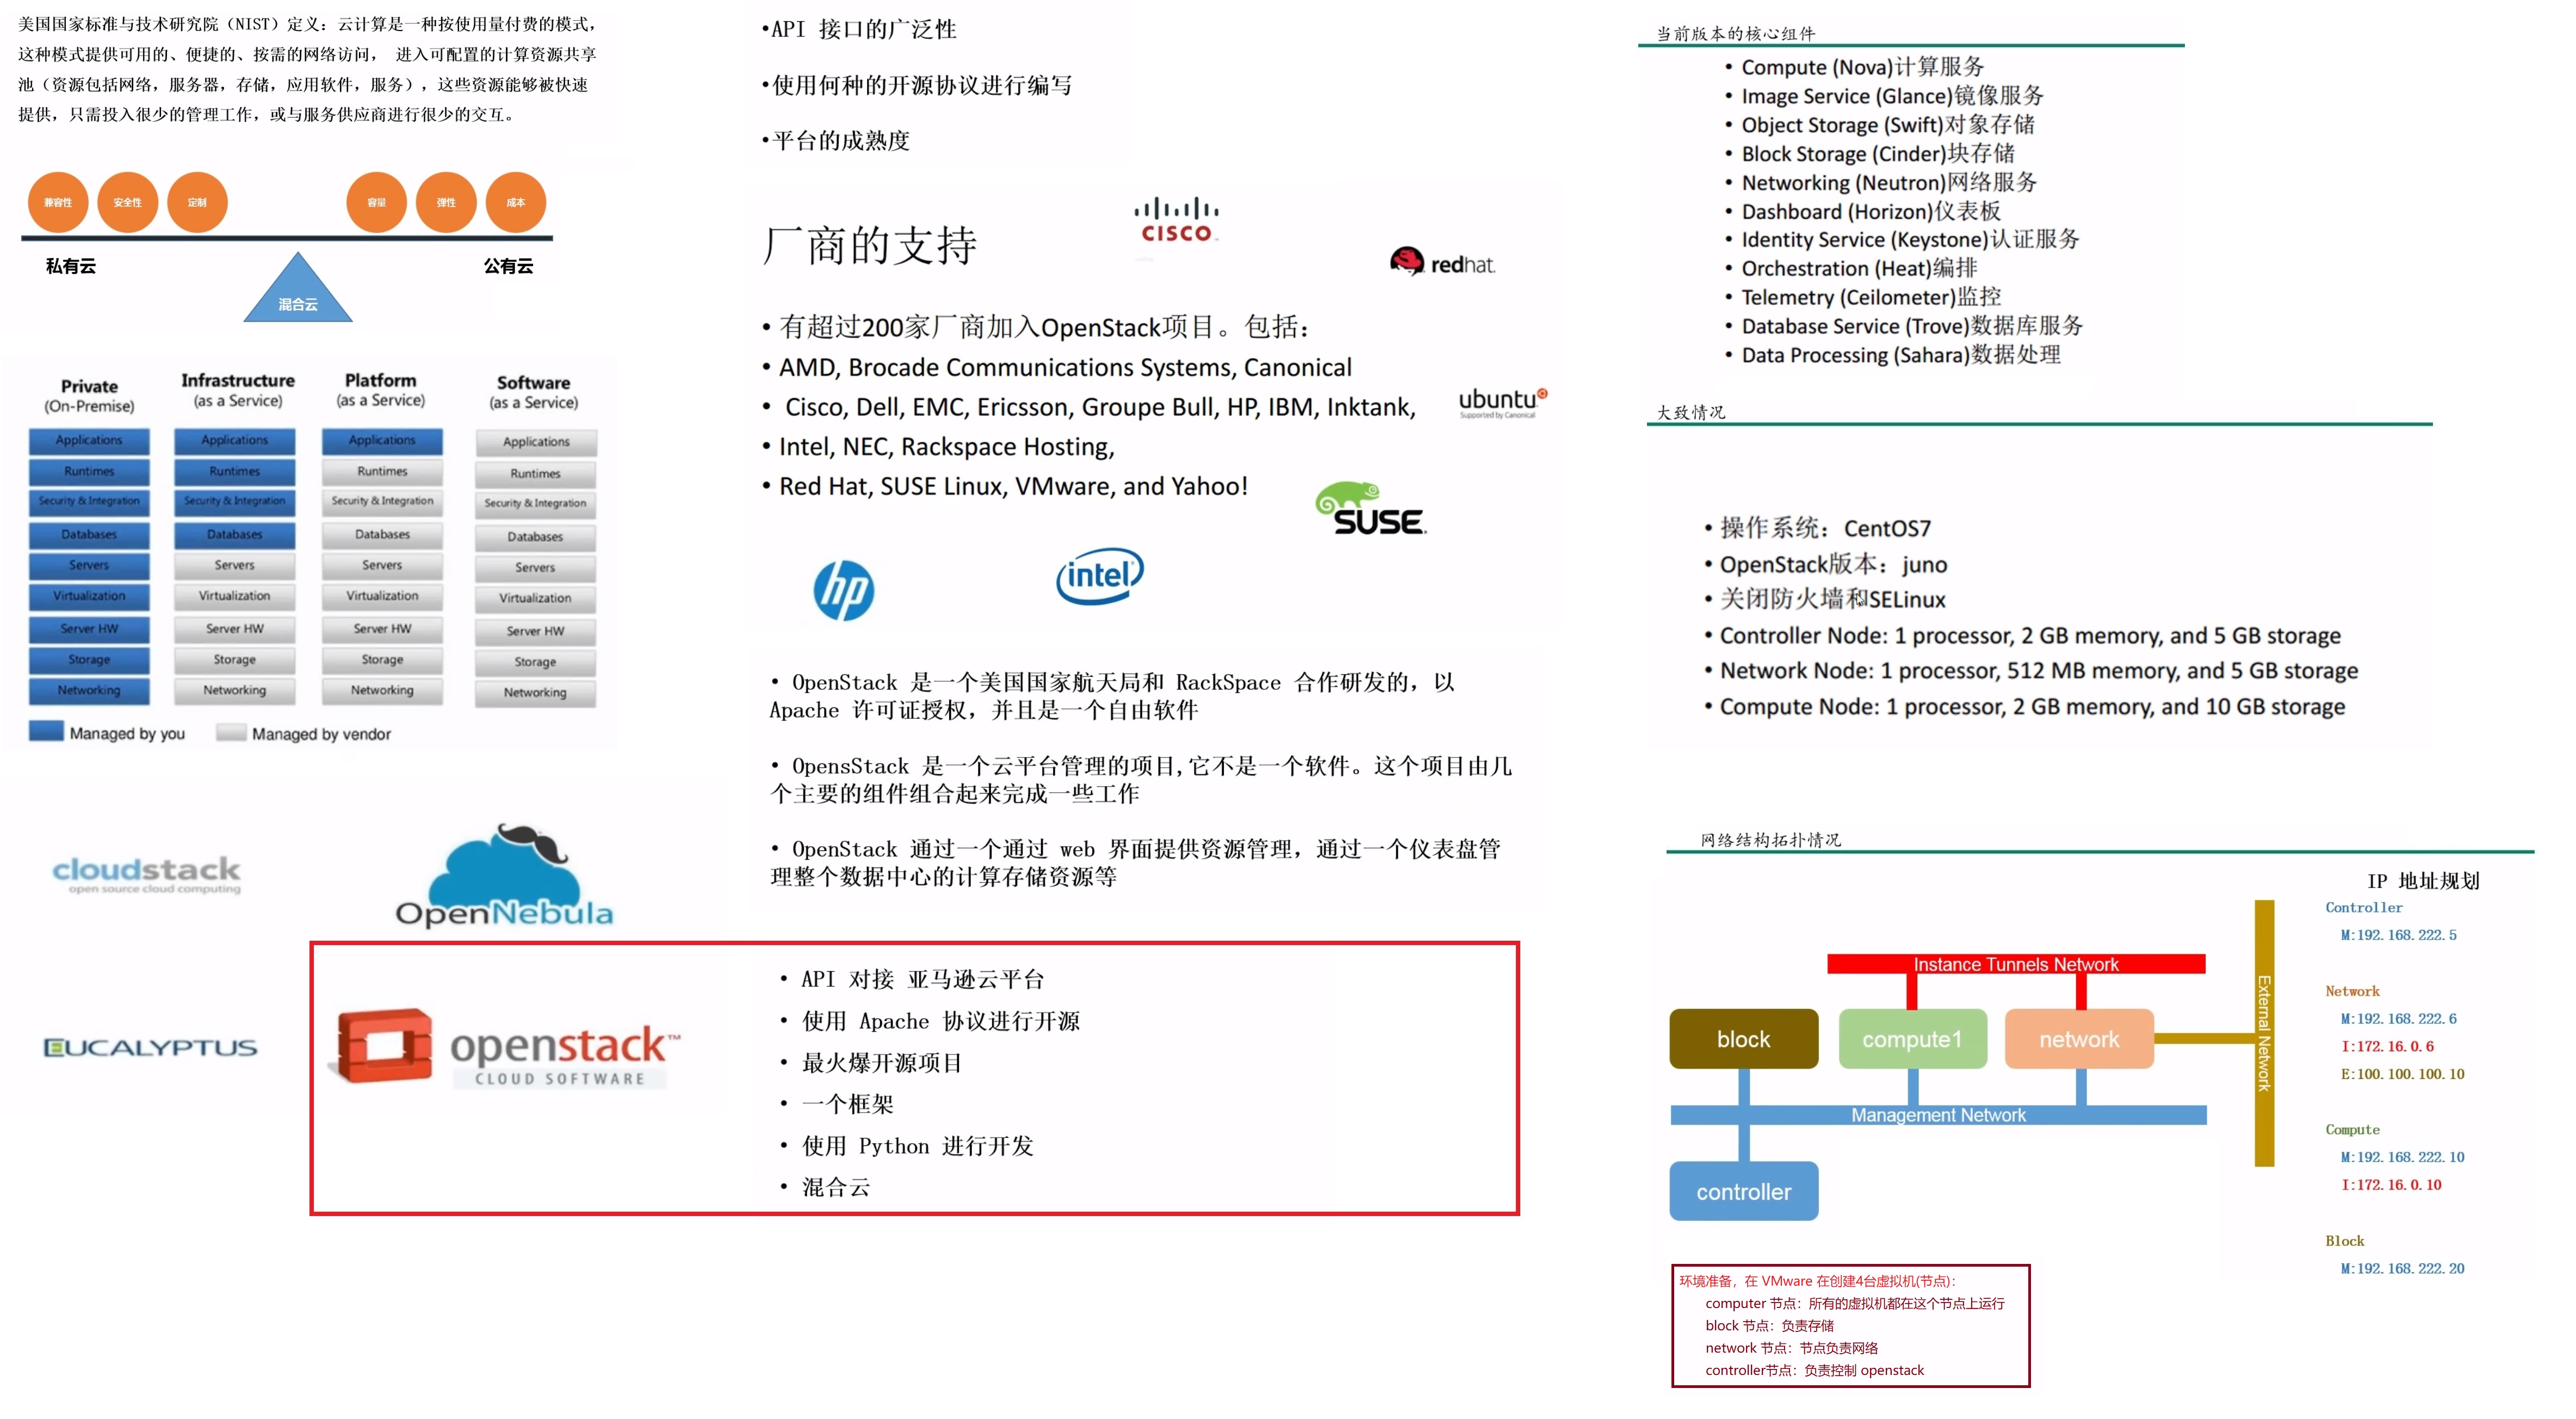 美国国家标准与技术研究院（NIST）定义：云计算是一种按使用量付费的模式，
这种模式提供可用的、便捷的、按需的网络访问， 进入可配置的计算资源共享
池（资源包括网络，服务器，存储，应用软件，服务），这些资源能够被快速
提供，只需投入很少的管理工作，或与服务供应商进行很少的交互。
兼容性 安全性 定制 容量 弹性 成本
私有云 公有云
混合云
Private Infrastructure Platform Software
(On-Premise) (as a Service) (as a Service) (as a Service)
Applications Applications Applications Applications
Runtimes Runtimes Runtimes Runtimes
Security & Integration Security & Integration Security & Integration Security & Integration
Databases Databases Databases Databases
Servers Servers Servers Servers
Virtualization Virtualization Virtualization Virtualization
Server HW Server HW Server HW Server HW
Storage Storage Storage Storage
Networking Networking Networking Networking
Managed by you Managed by vendor
cloudstack
open source cloud computing
OpenNebula
EUCALYPTUS
openstack™
CLOUD SOFTWARE
•API 接口的广泛性
•使用何种的开源协议进行编写
•平台的成熟度
CISCO
厂商的支持
redhat.
• 有超过200家厂商加入OpenStack项目。包括：
• AMD, Brocade Communications Systems, Canonical
• Cisco, Dell, EMC, Ericsson, Groupe Bull, HP, IBM, Inktank,
ubuntu
Supported by Canonical
• Intel, NEC, Rackspace Hosting,
• Red Hat, SUSE Linux, VMware, and Yahoo!
SUSE
hp
intel
• OpenStack 是一个美国国家航天局和 RackSpace 合作研发的，以
Apache 许可证授权，并且是一个自由软件
• OpensStack 是一个云平台管理的项目,它不是一个软件。这个项目由几
个主要的组件组合起来完成一些工作
• OpenStack 通过一个通过 web 界面提供资源管理，通过一个仪表盘管
理整个数据中心的计算存储资源等
• API 对接 亚马逊云平台
• 使用 Apache 协议进行开源
• 最火爆开源项目
• 一个框架
• 使用 Python 进行开发
• 混合云
当前版本的核心组件
• Compute (Nova)计算服务
• Image Service (Glance)镜像服务
• Object Storage (Swift)对象存储
• Block Storage (Cinder)块存储
• Networking (Neutron)网络服务
• Dashboard (Horizon)仪表板
• Identity Service (Keystone)认证服务
• Orchestration (Heat)编排
• Telemetry (Ceilometer)监控
• Database Service (Trove)数据库服务
• Data Processing (Sahara)数据处理
大致情况
• 操作系统：CentOS7
• OpenStack版本：juno
• 关闭防火墙和SELinux
• Controller Node: 1 processor, 2 GB memory, and 5 GB storage
• Network Node: 1 processor, 512 MB memory, and 5 GB storage
• Compute Node: 1 processor, 2 GB memory, and 10 GB storage
网络结构拓扑情况
Instance Tunnels Network
block compute1 network
Management Network
controller
External Network
IP 地址规划
Controller
M:192.168.222.5
Network
M:192.168.222.6
I:172.16.0.6
E:100.100.100.10
Compute
M:192.168.222.10
I:172.16.0.10
Block
M:192.168.222.20
环境准备，在 VMware 在创建4台虚拟机(节点)：
computer 节点：所有的虚拟机都在这个节点上运行
block 节点：负责存储
network 节点：节点负责网络
controller节点：负责控制 openstack